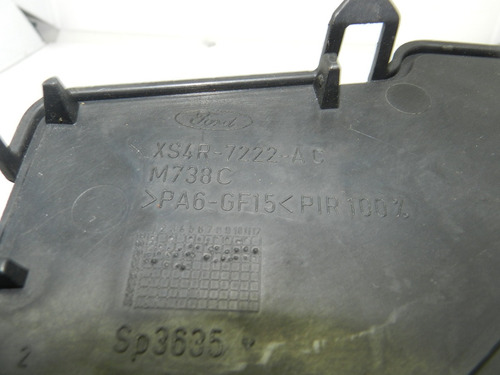 Ford
XS4R-7222-AC
M738C
>PA6-GF15<PIR 100%
Sp3635
2